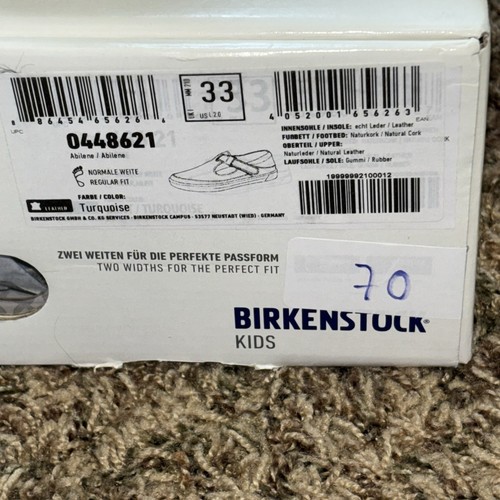 8 86454 65626 4
UPC
0448621
Abilene / Abilene
NORMALE WEITE
REGULAR FIT
FARBE / COLOR:
Turquoise
LEATHER
33
4 052001 656263
EAN
INNENSOHLE / INSOLE: echt Leder / Leather
FUßBETT / FOOTBED: Naturkork / Natural Cork
OBERTEIL / UPPER:
Naturleder / Natural Leather
LAUFSOHLE / SOLE: Gummi / Rubber
19999992100012
BIRKENSTOCK GMBH & CO. KG SERVICES · BIRKENSTOCK CAMPUS · 53577 NEUSTADT (WIED) · GERMANY
ZWEI WEITEN FÜR DIE PERFEKTE PASSFORM
TWO WIDTHS FOR THE PERFECT FIT
70
BIRKENSTOCK
KIDS